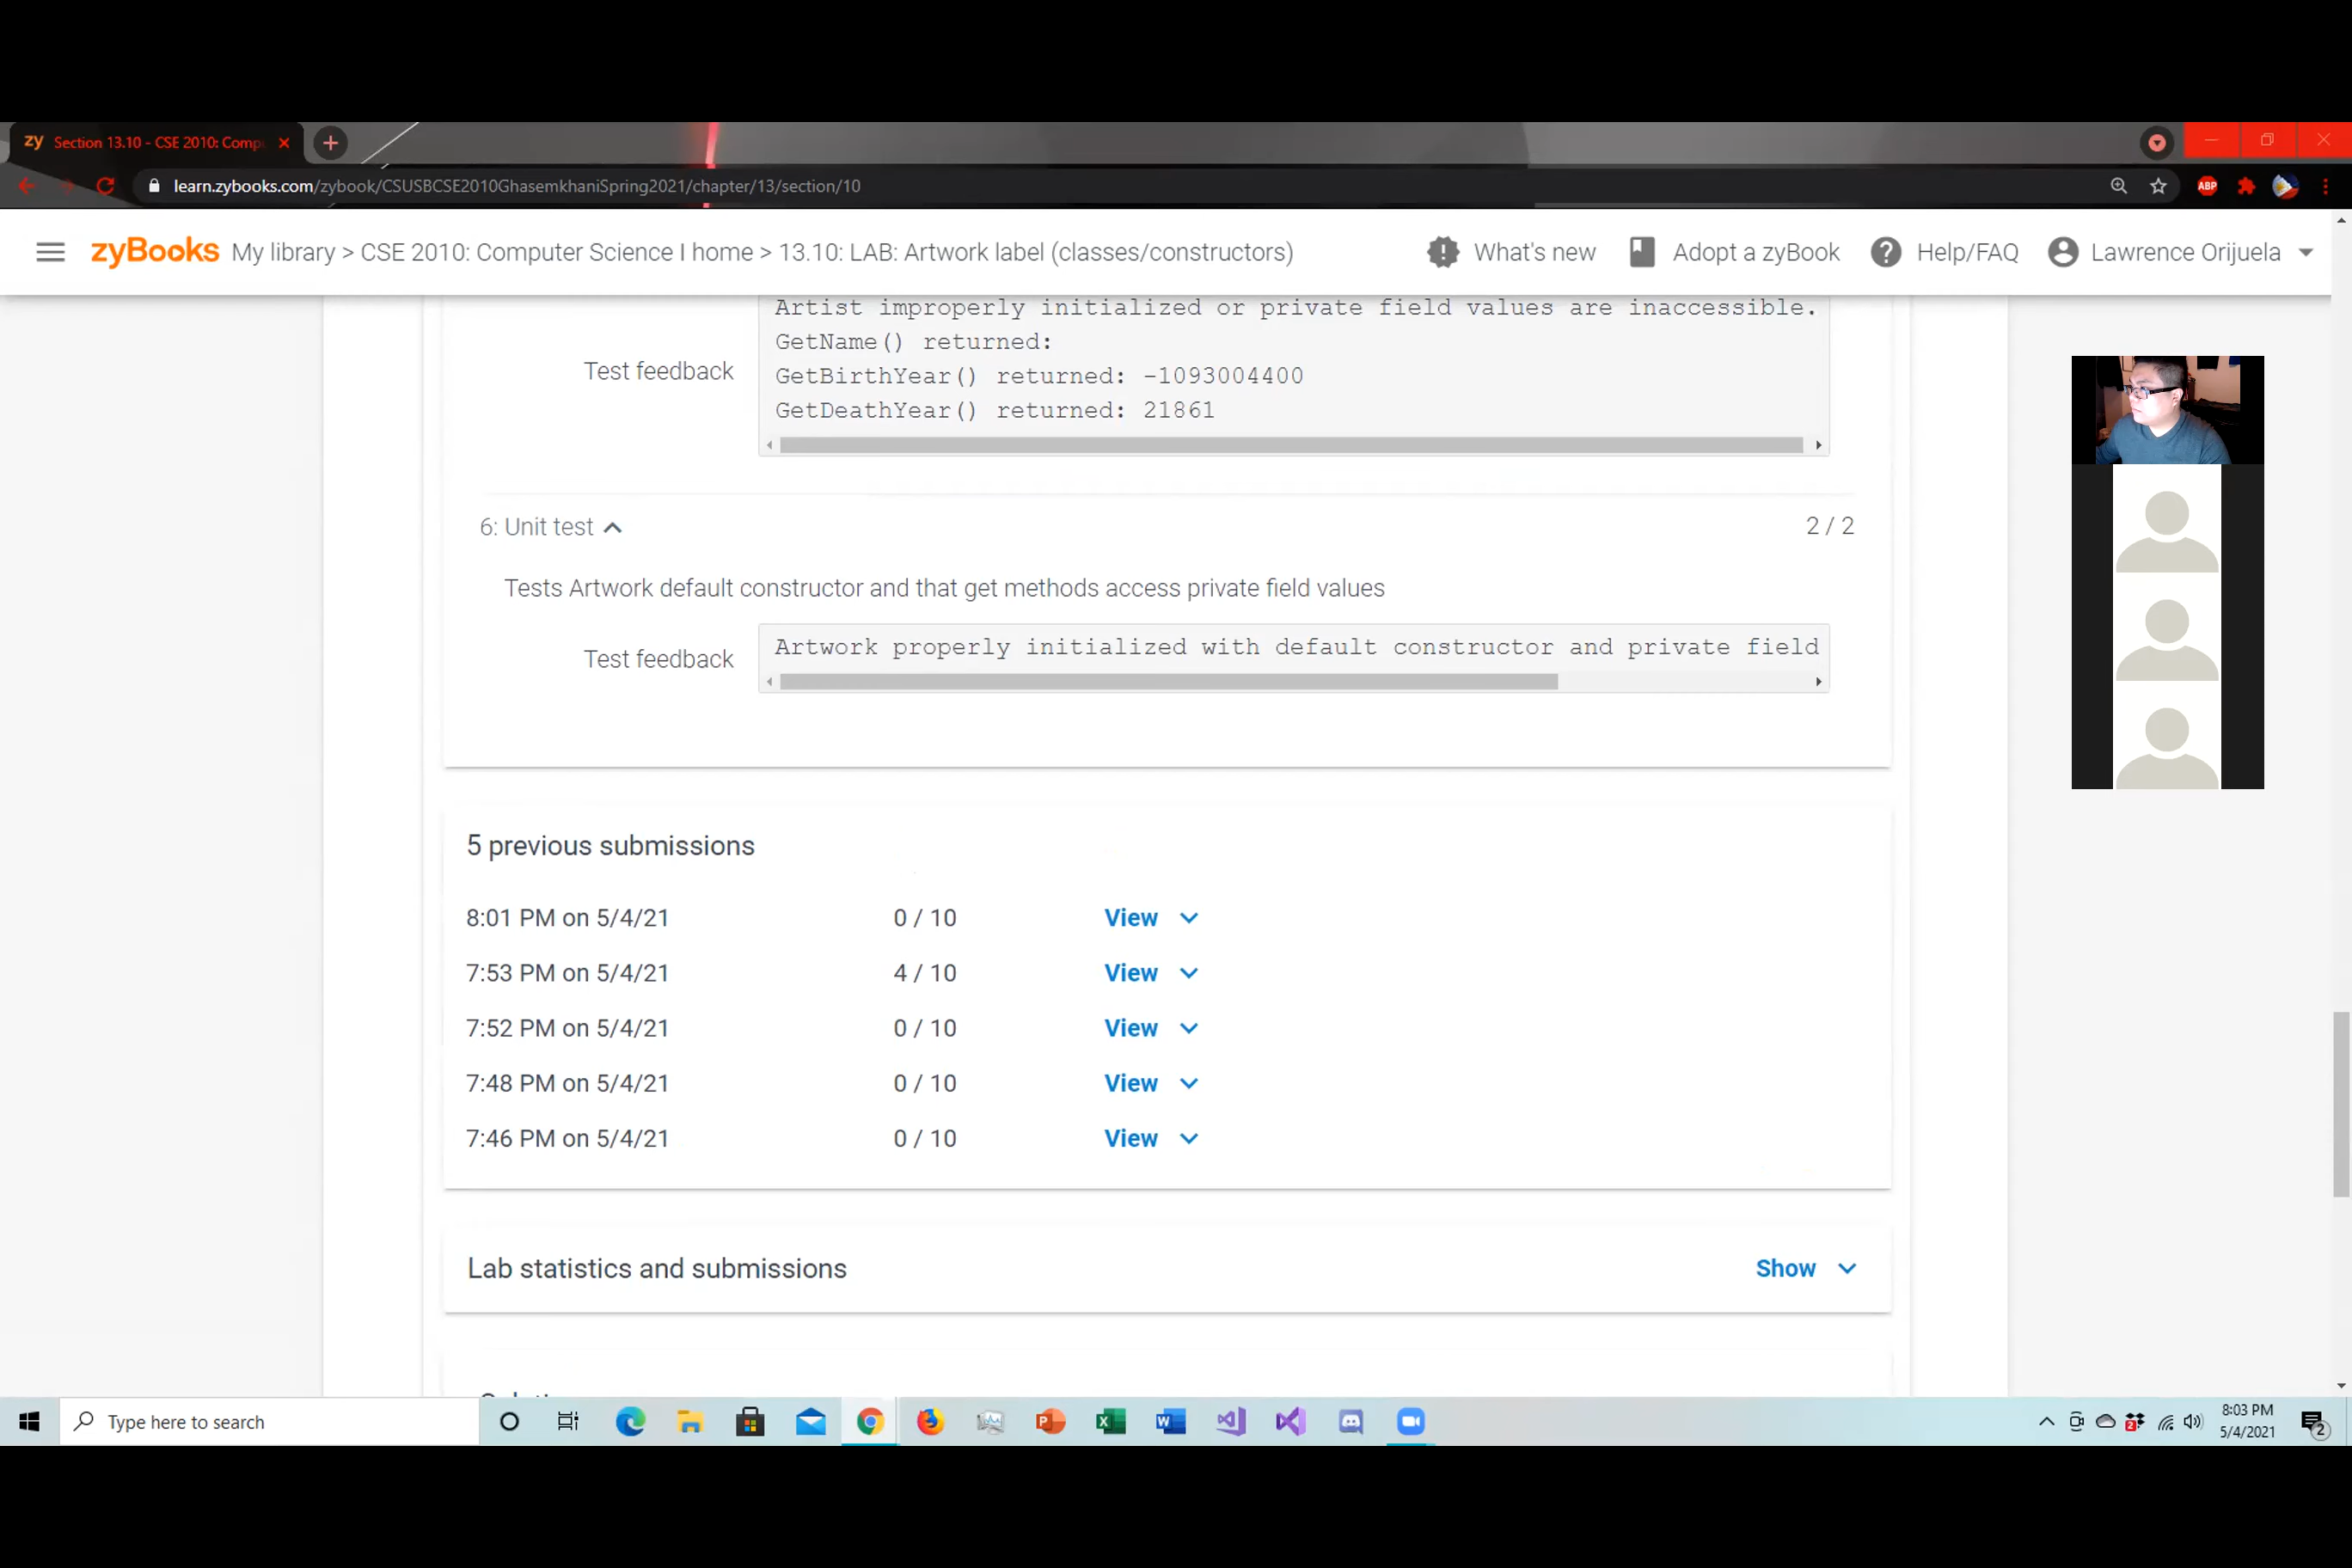 zy Section 13.10 - CSE 2010: Comp
learn.zybooks.com/zybook/CSUSBCSE2010GhasemkhaniSpring2021/chapter/13/section/10
ABP
zyBooks My library > CSE 2010: Computer Science I home > 13.10: LAB: Artwork label (classes/constructors)
What's new
Adopt a zyBook
Help/FAQ
Lawrence Orijuela
Artist improperly initialized or private field values are inaccessible.
GetName() returned:
Test feedback
GetBirthYear() returned: -1093004400
GetDeathYear() returned: 21861
6: Unit test
2 / 2
Tests Artwork default constructor and that get methods access private field values
Test feedback
Artwork properly initialized with default constructor and private field
5 previous submissions
8:01 PM on 5/4/21 0 / 10 View
7:53 PM on 5/4/21 4 / 10 View
7:52 PM on 5/4/21 0 / 10 View
7:48 PM on 5/4/21 0 / 10 View
7:46 PM on 5/4/21 0 / 10 View
Lab statistics and submissions
Show
Type here to search
8:03 PM
5/4/2021
2